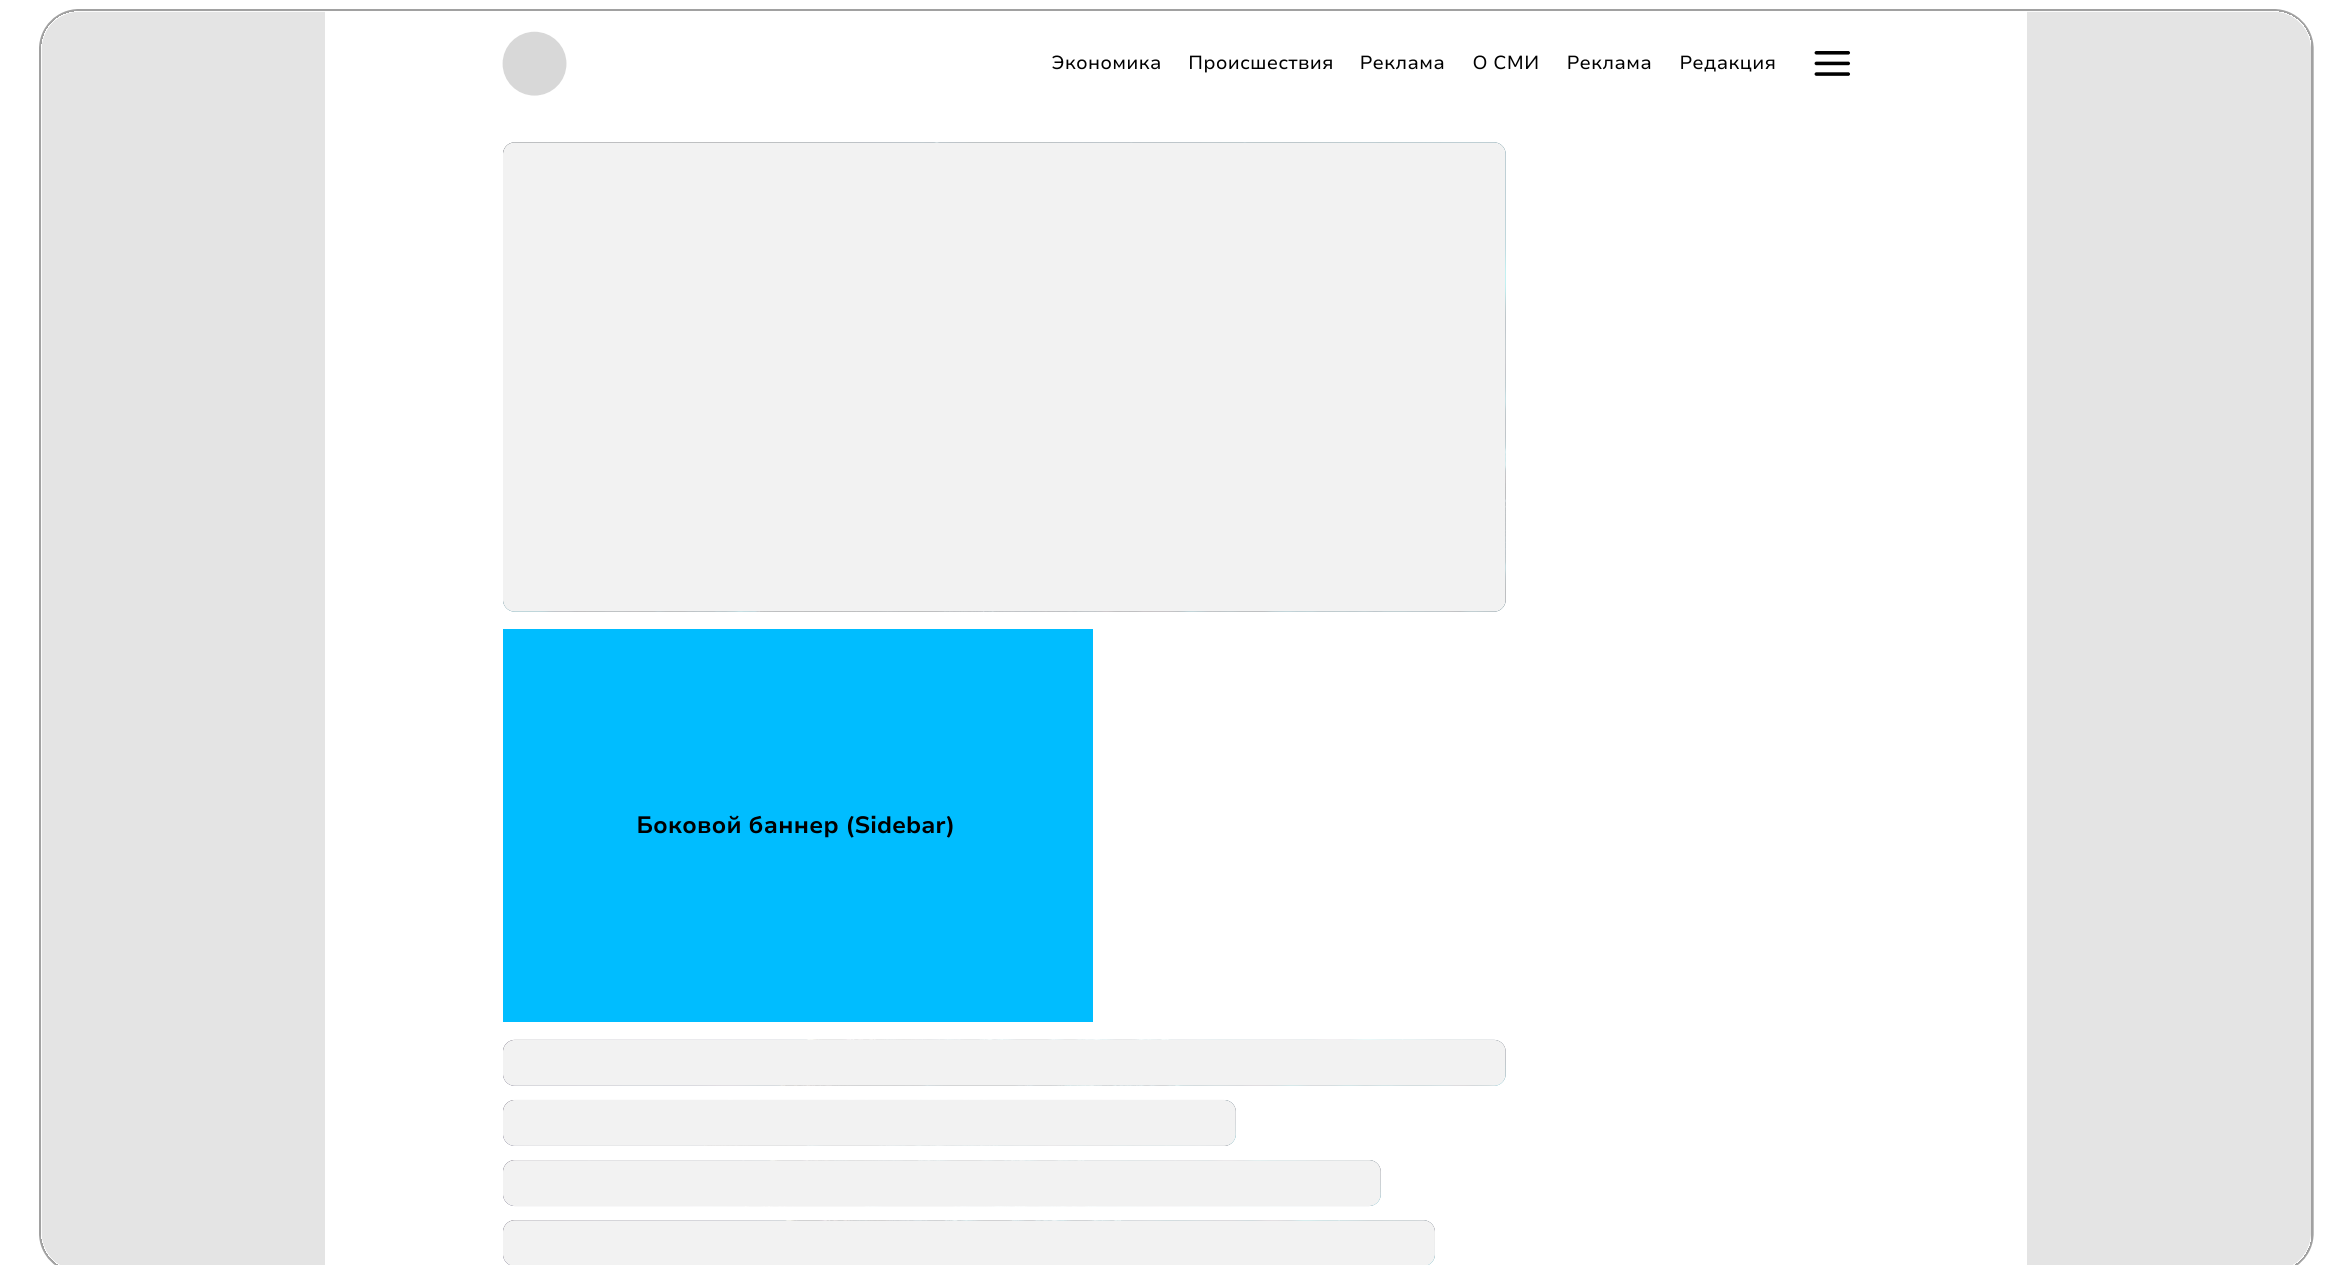 Экономика Происшествия Реклама О СМИ Реклама Редакция
Боковой баннер (Sidebar)